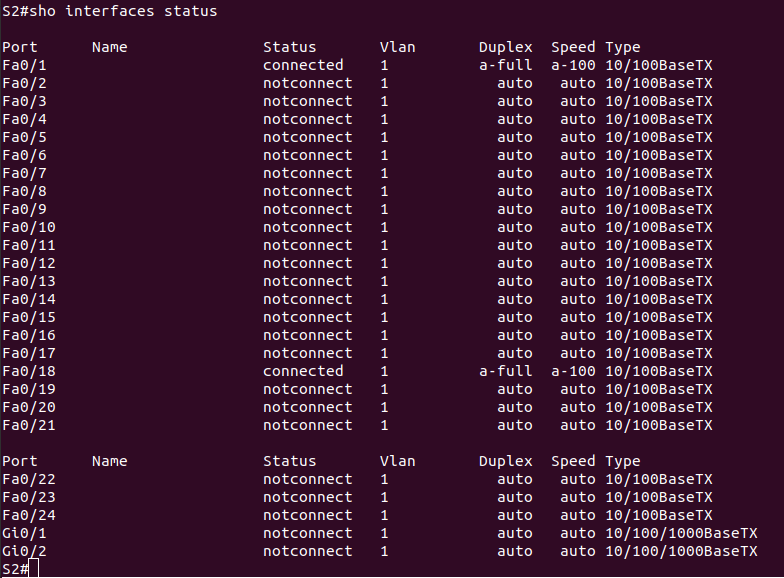 S2#sho interfaces status
Port      Name               Status       Vlan       Duplex  Speed Type
Fa0/1                        connected    1          a-full  a-100 10/100BaseTX
Fa0/2                        notconnect   1            auto   auto 10/100BaseTX
Fa0/3                        notconnect   1            auto   auto 10/100BaseTX
Fa0/4                        notconnect   1            auto   auto 10/100BaseTX
Fa0/5                        notconnect   1            auto   auto 10/100BaseTX
Fa0/6                        notconnect   1            auto   auto 10/100BaseTX
Fa0/7                        notconnect   1            auto   auto 10/100BaseTX
Fa0/8                        notconnect   1            auto   auto 10/100BaseTX
Fa0/9                        notconnect   1            auto   auto 10/100BaseTX
Fa0/10                       notconnect   1            auto   auto 10/100BaseTX
Fa0/11                       notconnect   1            auto   auto 10/100BaseTX
Fa0/12                       notconnect   1            auto   auto 10/100BaseTX
Fa0/13                       notconnect   1            auto   auto 10/100BaseTX
Fa0/14                       notconnect   1            auto   auto 10/100BaseTX
Fa0/15                       notconnect   1            auto   auto 10/100BaseTX
Fa0/16                       notconnect   1            auto   auto 10/100BaseTX
Fa0/17                       notconnect   1            auto   auto 10/100BaseTX
Fa0/18                       connected    1          a-full  a-100 10/100BaseTX
Fa0/19                       notconnect   1            auto   auto 10/100BaseTX
Fa0/20                       notconnect   1            auto   auto 10/100BaseTX
Fa0/21                       notconnect   1            auto   auto 10/100BaseTX
Port      Name               Status       Vlan       Duplex  Speed Type
Fa0/22                       notconnect   1            auto   auto 10/100BaseTX
Fa0/23                       notconnect   1            auto   auto 10/100BaseTX
Fa0/24                       notconnect   1            auto   auto 10/100BaseTX
Gi0/1                        notconnect   1            auto   auto 10/100/1000BaseTX
Gi0/2                        notconnect   1            auto   auto 10/100/1000BaseTX
S2#